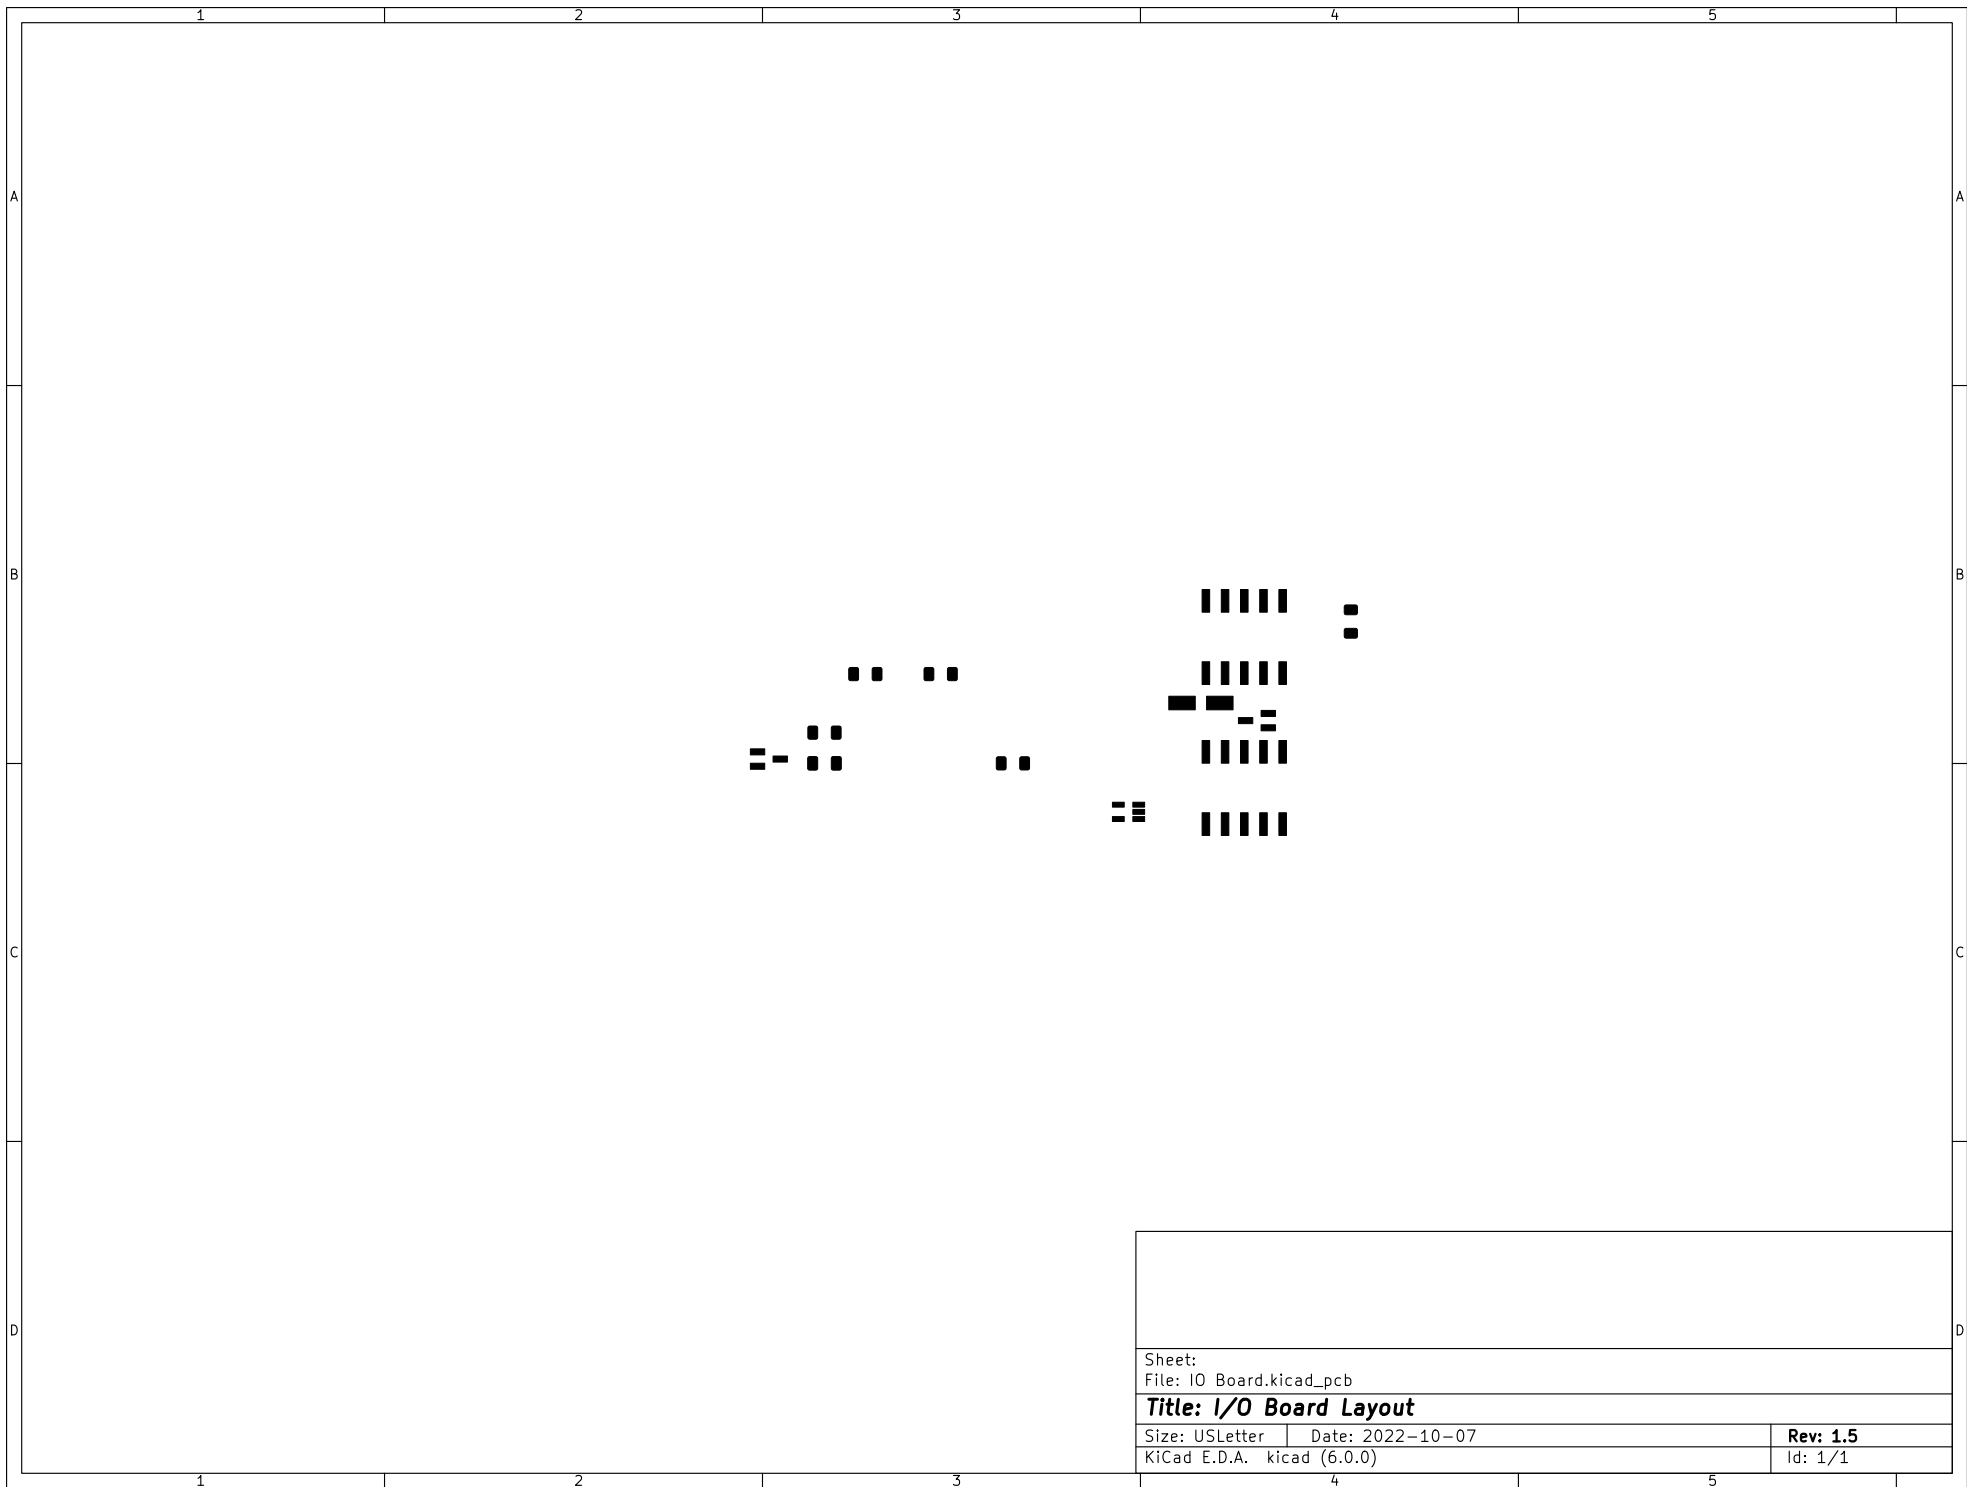 1 2 3 4 5
A A
B B
C C
D D
Sheet:
File: IO Board.kicad_pcb
Title: I/O Board Layout
Size: USLetter Date: 2022-10-07 Rev: 1.5
KiCad E.D.A. kicad (6.0.0) Id: 1/1
1 2 3 4 5